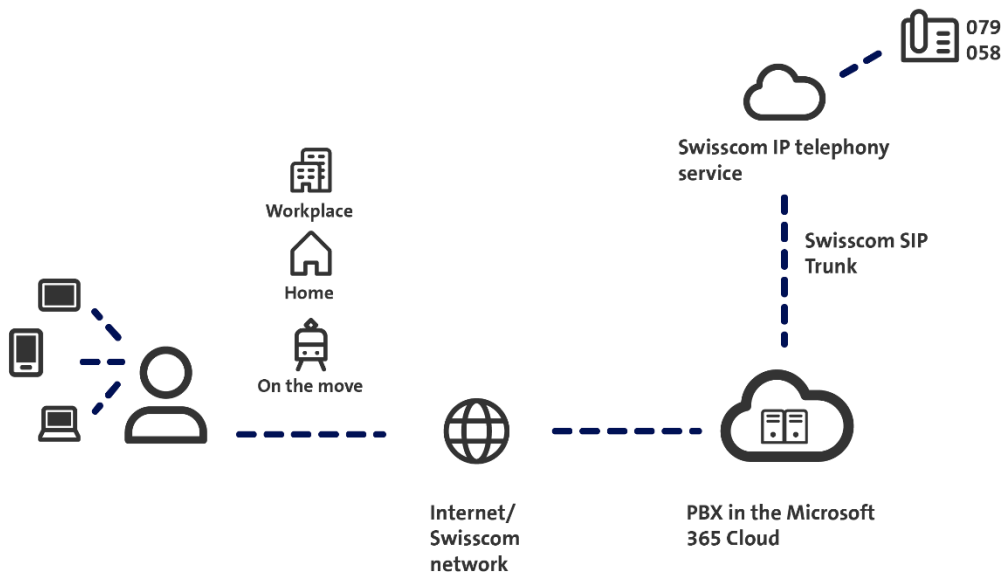 079
058
Swisscom IP telephony
service
Workplace
Swisscom SIP
Trunk
Home
On the move
Internet/
Swisscom
network
PBX in the Microsoft
365 Cloud